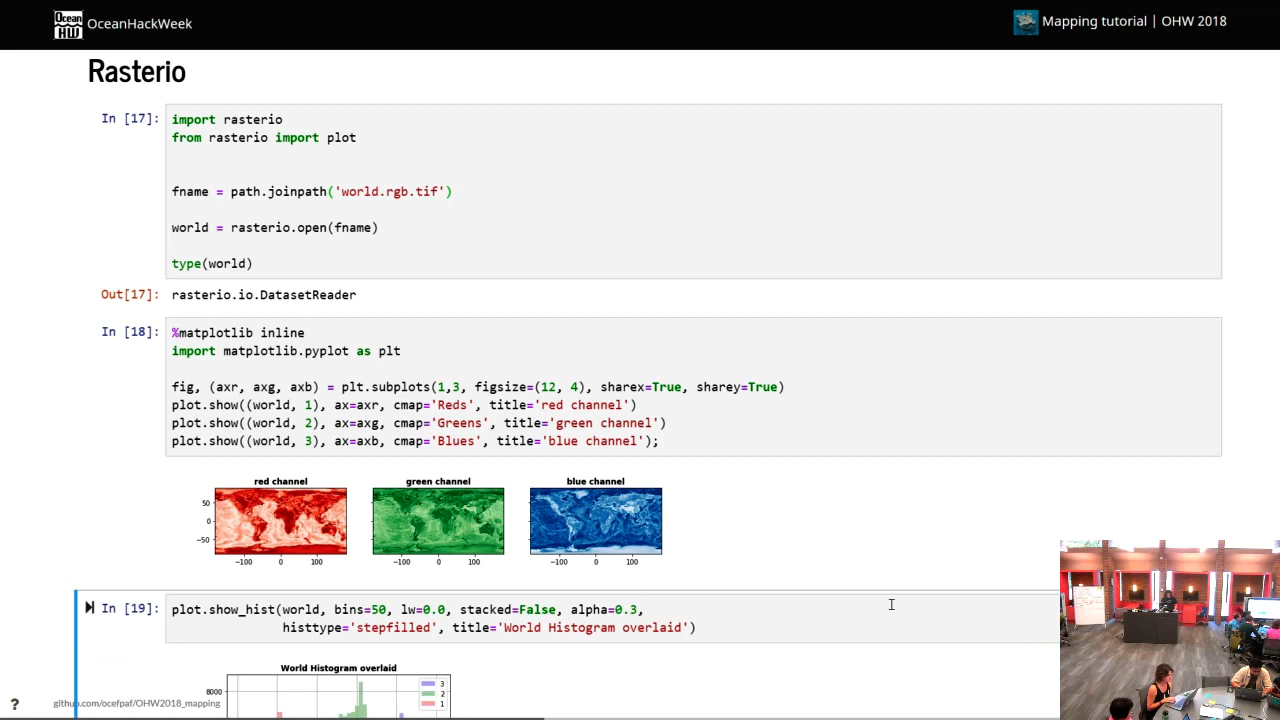 Ocean
HW
OceanHackWeek
Mapping tutorial | OHW 2018
Rasterio
In [17]:
import rasterio
from rasterio import plot
fname = path.joinpath('world.rgb.tif')
world = rasterio.open(fname)
type(world)
Out[17]: rasterio.io.DatasetReader
In [18]:
%matplotlib inline
import matplotlib.pyplot as plt
fig, (axr, axg, axb) = plt.subplots(1,3, figsize=(12, 4), sharex=True, sharey=True)
plot.show((world, 1), ax=axr, cmap='Reds', title='red channel')
plot.show((world, 2), ax=axg, cmap='Greens', title='green channel')
plot.show((world, 3), ax=axb, cmap='Blues', title='blue channel');
red channel green channel blue channel
50
0
−50
−100 0 100 −100 0 100 −100 0 100
In [19]:
plot.show_hist(world, bins=50, lw=0.0, stacked=False, alpha=0.3,
histtype='stepfilled', title='World Histogram overlaid')
World Histogram overlaid
8000
3
2
1
?
github.com/ocefpaf/OHW2018_mapping